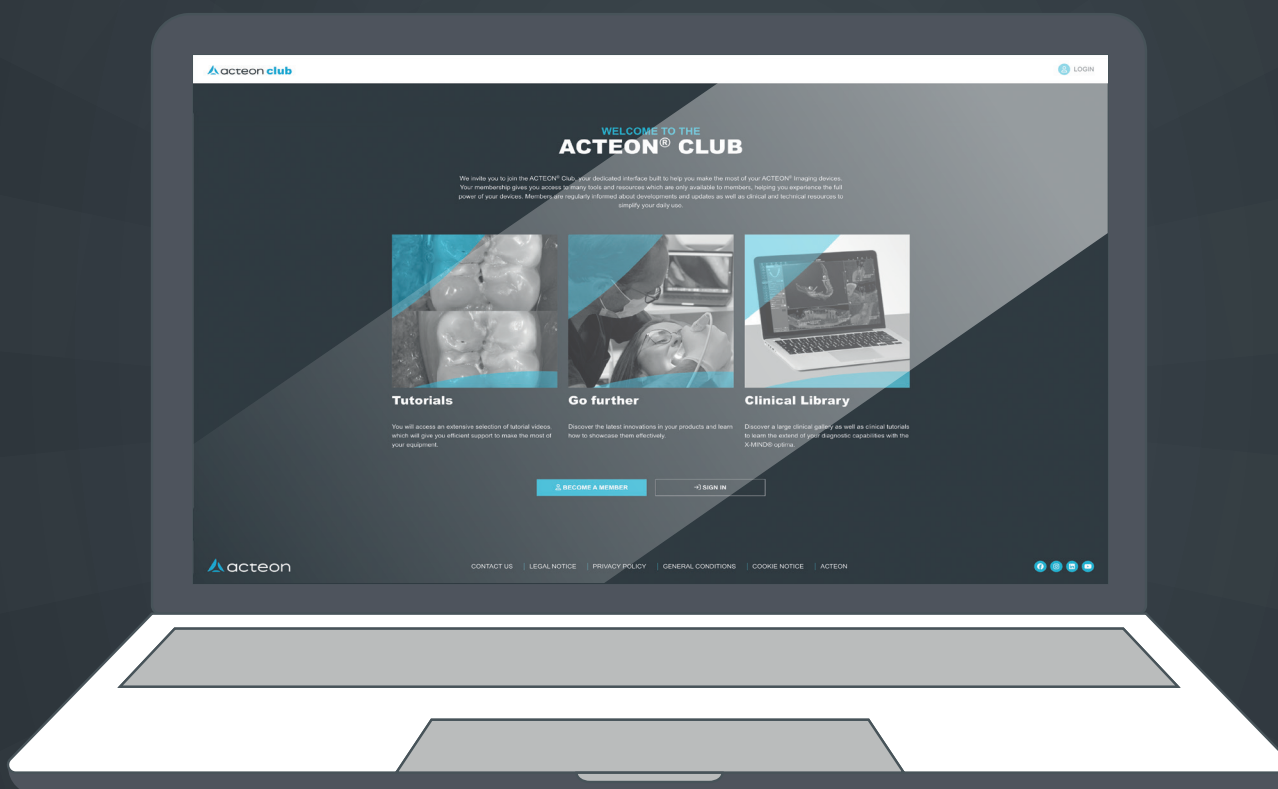 acteon club
LOGIN
WELCOME TO THE
ACTEON® CLUB
We invite you to join the ACTEON® Club, your dedicated interface built to help you make the most of your ACTEON® Imaging devices.
Your membership gives you access to many tools and resources which are only available to members, helping you experience the full
power of your devices. Members are regularly informed about developments and updates as well as clinical and technical resources to
simplify your daily use.
Tutorials
You will access an extensive selection of tutorial videos.
which will give you efficient support to make the most of
your equipment.
Go further
Discover the latest innovations in your products and learn
how to showcase them effectively.
Clinical Library
Discover a large clinical gallery as well as clinical tutorials
to learn the extend of your diagnostic capabilities with the
X-MIND® optima.
BECOME A MEMBER
SIGN IN
acteon
CONTACT US | LEGAL NOTICE | PRIVACY POLICY | GENERAL CONDITIONS | COOKIE NOTICE | ACTEON